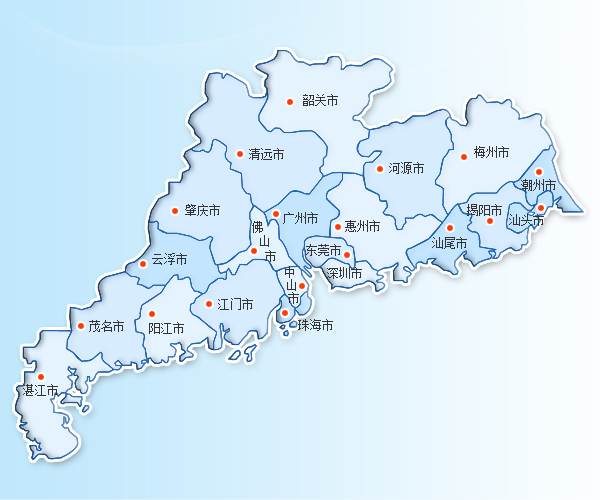 韶关市
清远市
梅州市
河源市
潮州市
肇庆市
广州市
揭阳市
汕头市
惠州市
佛山市
汕尾市
东莞市
云浮市
深圳市
中山市
江门市
珠海市
茂名市
阳江市
湛江市